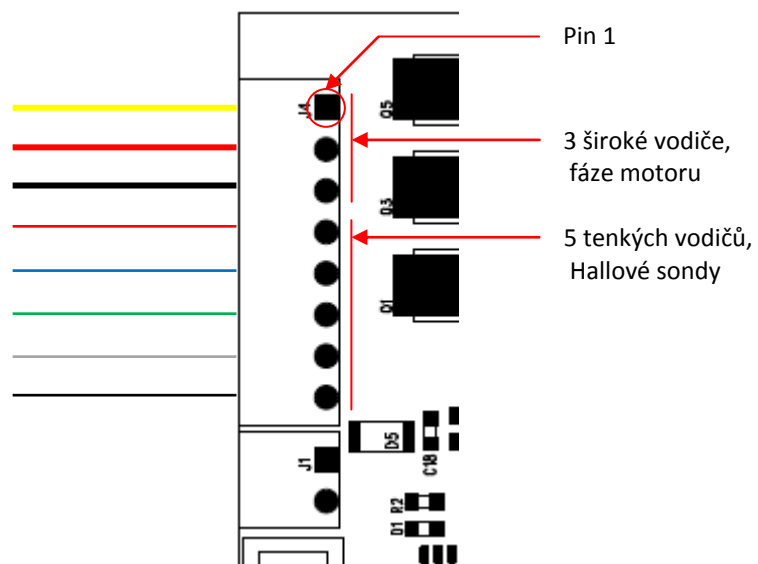 Pin 1
J4
Q5
3 široké vodiče,
fáze motoru
Q3
5 tenkých vodičů,
Hallové sondy
Q1
D5
C18
J1
R2
D1